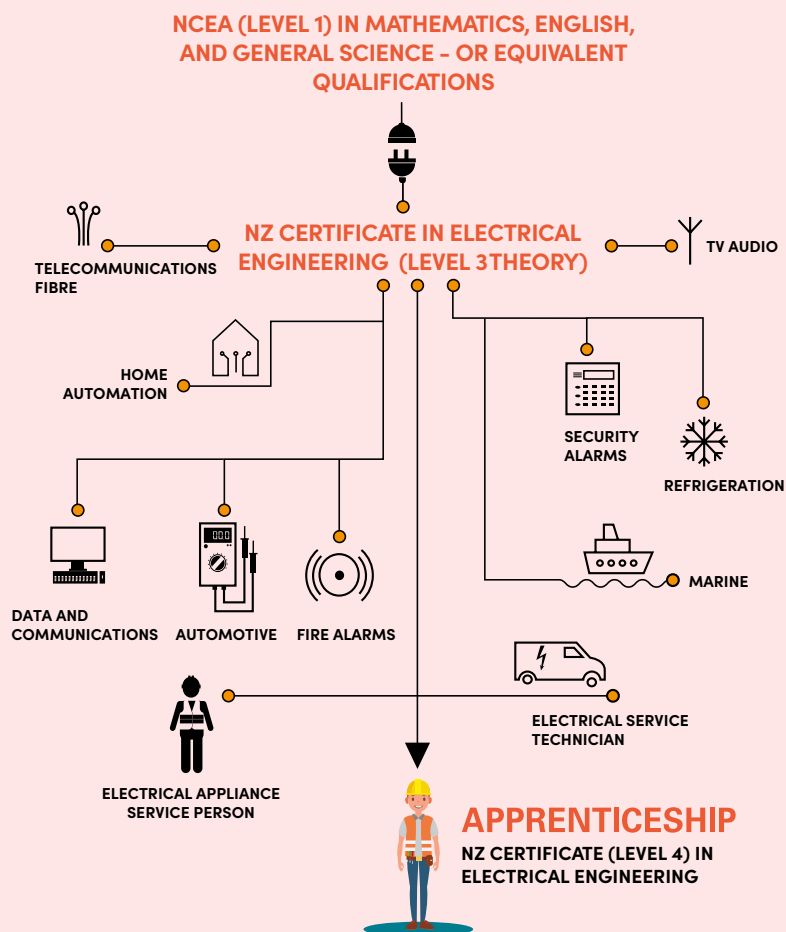 NCEA (LEVEL 1) IN MATHEMATICS, ENGLISH,
AND GENERAL SCIENCE - OR EQUIVALENT
QUALIFICATIONS
NZ CERTIFICATE IN ELECTRICAL
ENGINEERING (LEVEL 3THEORY)
TELECOMMUNICATIONS
FIBRE
TV AUDIO
HOME
AUTOMATION
SECURITY
ALARMS
REFRIGERATION
000
DATA AND
COMMUNICATIONS
AUTOMOTIVE
FIRE ALARMS
MARINE
ELECTRICAL SERVICE
TECHNICIAN
ELECTRICAL APPLIANCE
SERVICE PERSON
APPRENTICESHIP
NZ CERTIFICATE (LEVEL 4) IN
ELECTRICAL ENGINEERING